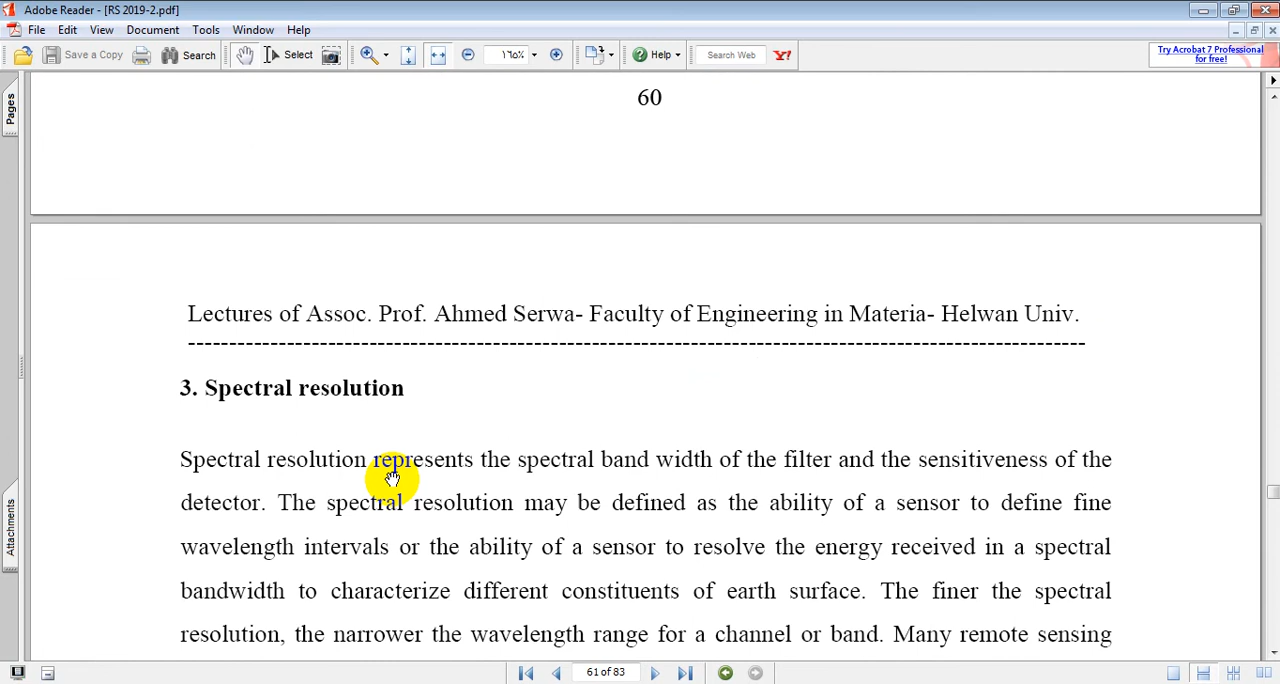 Adobe Reader - [RS 2019-2.pdf]
File Edit View Document Tools Window Help
Save a Copy Search Select ١٦٥% Help Search Web Y!
Try Acrobat 7 Professional
for free!
Pages
60
Lectures of Assoc. Prof. Ahmed Serwa- Faculty of Engineering in Materia- Helwan Univ.
3. Spectral resolution
Spectral resolution represents the spectral band width of the filter and the sensitiveness of the
detector. The spectral resolution may be defined as the ability of a sensor to define fine
wavelength intervals or the ability of a sensor to resolve the energy received in a spectral
bandwidth to characterize different constituents of earth surface. The finer the spectral
resolution, the narrower the wavelength range for a channel or band. Many remote sensing
Attachments
61 of 83